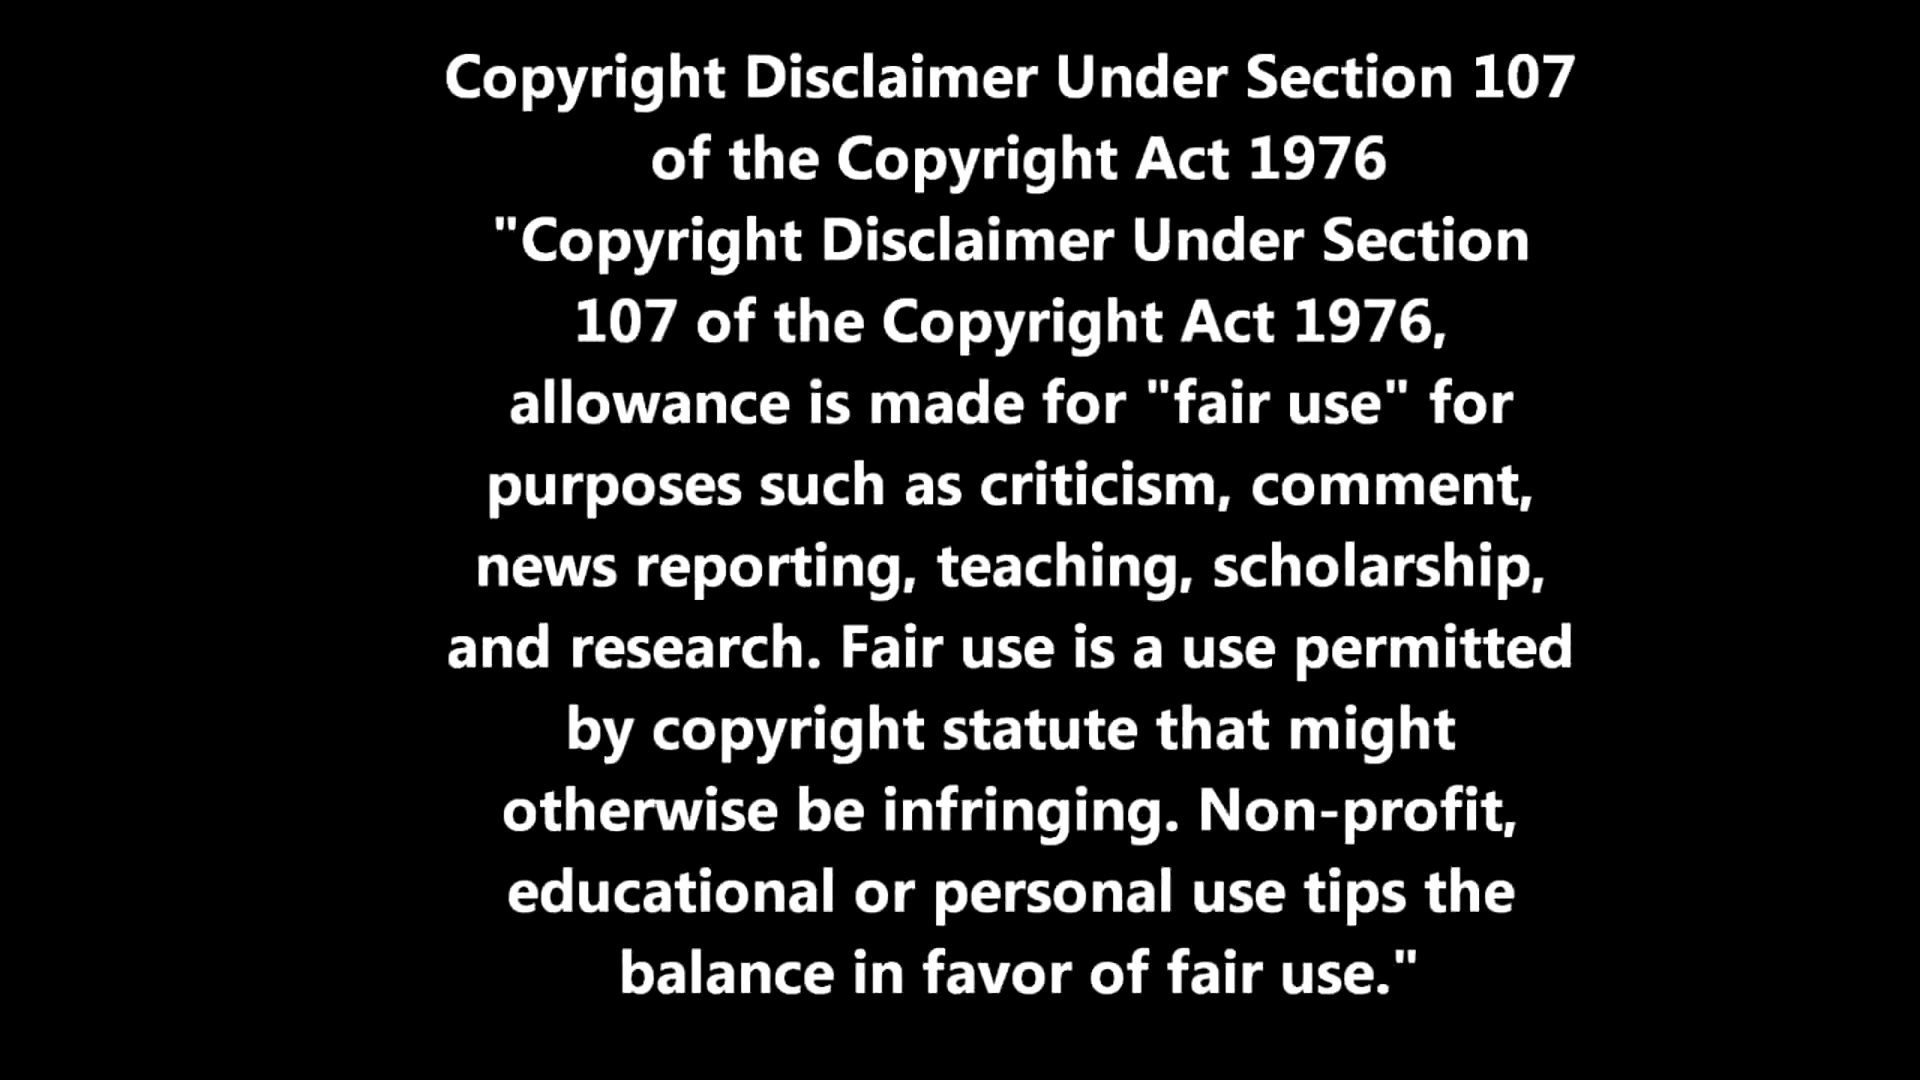 Copyright Disclaimer Under Section 107
of the Copyright Act 1976
"Copyright Disclaimer Under Section
107 of the Copyright Act 1976,
allowance is made for "fair use" for
purposes such as criticism, comment,
news reporting, teaching, scholarship,
and research. Fair use is a use permitted
by copyright statute that might
otherwise be infringing. Non-profit,
educational or personal use tips the
balance in favor of fair use."